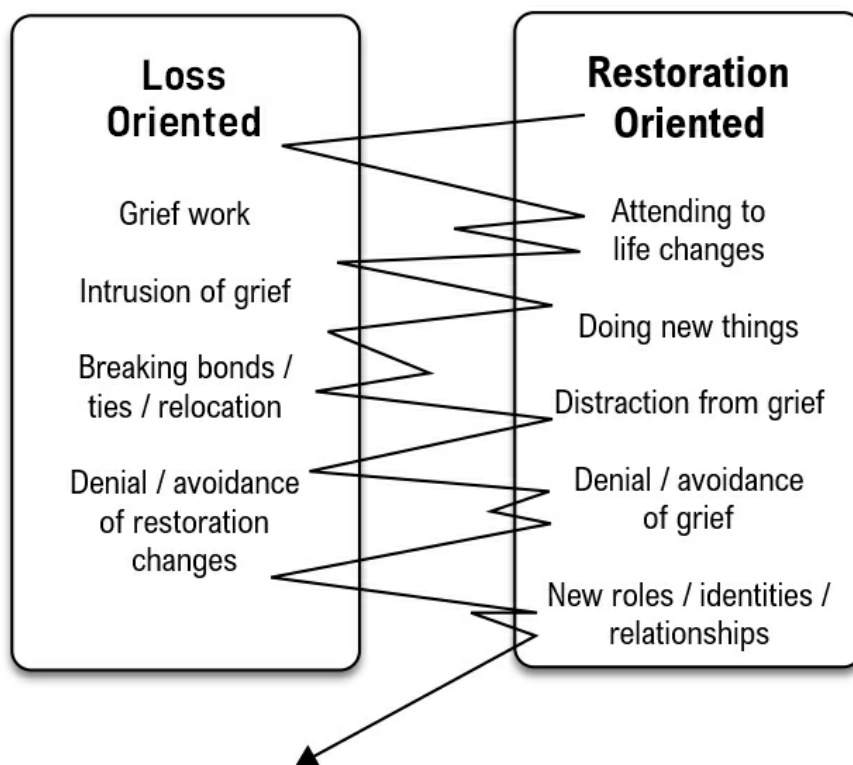 Loss
Oriented
Grief work
Intrusion of grief
Breaking bonds /
ties / relocation
Denial / avoidance
of restoration
changes
Restoration
Oriented
Attending to
life changes
Doing new things
Distraction from grief
Denial / avoidance
of grief
New roles / identities /
relationships